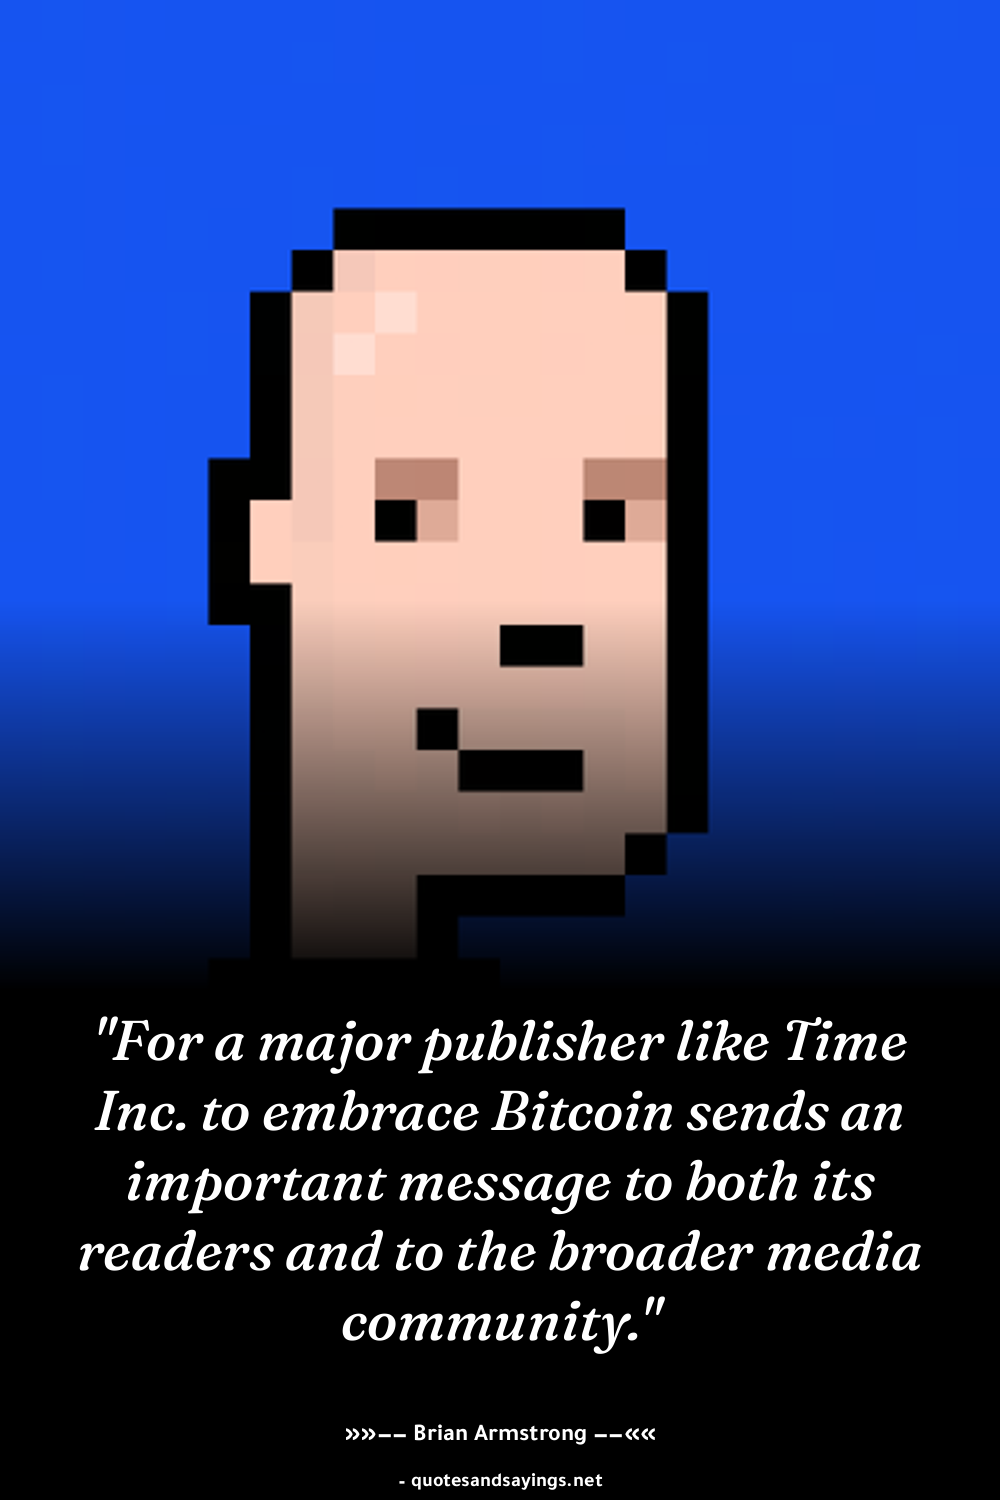 "For a major publisher like Time
Inc. to embrace Bitcoin sends an
important message to both its
readers and to the broader media
community."
»»−− Brian Armstrong −−««
- quotesandsayings.net